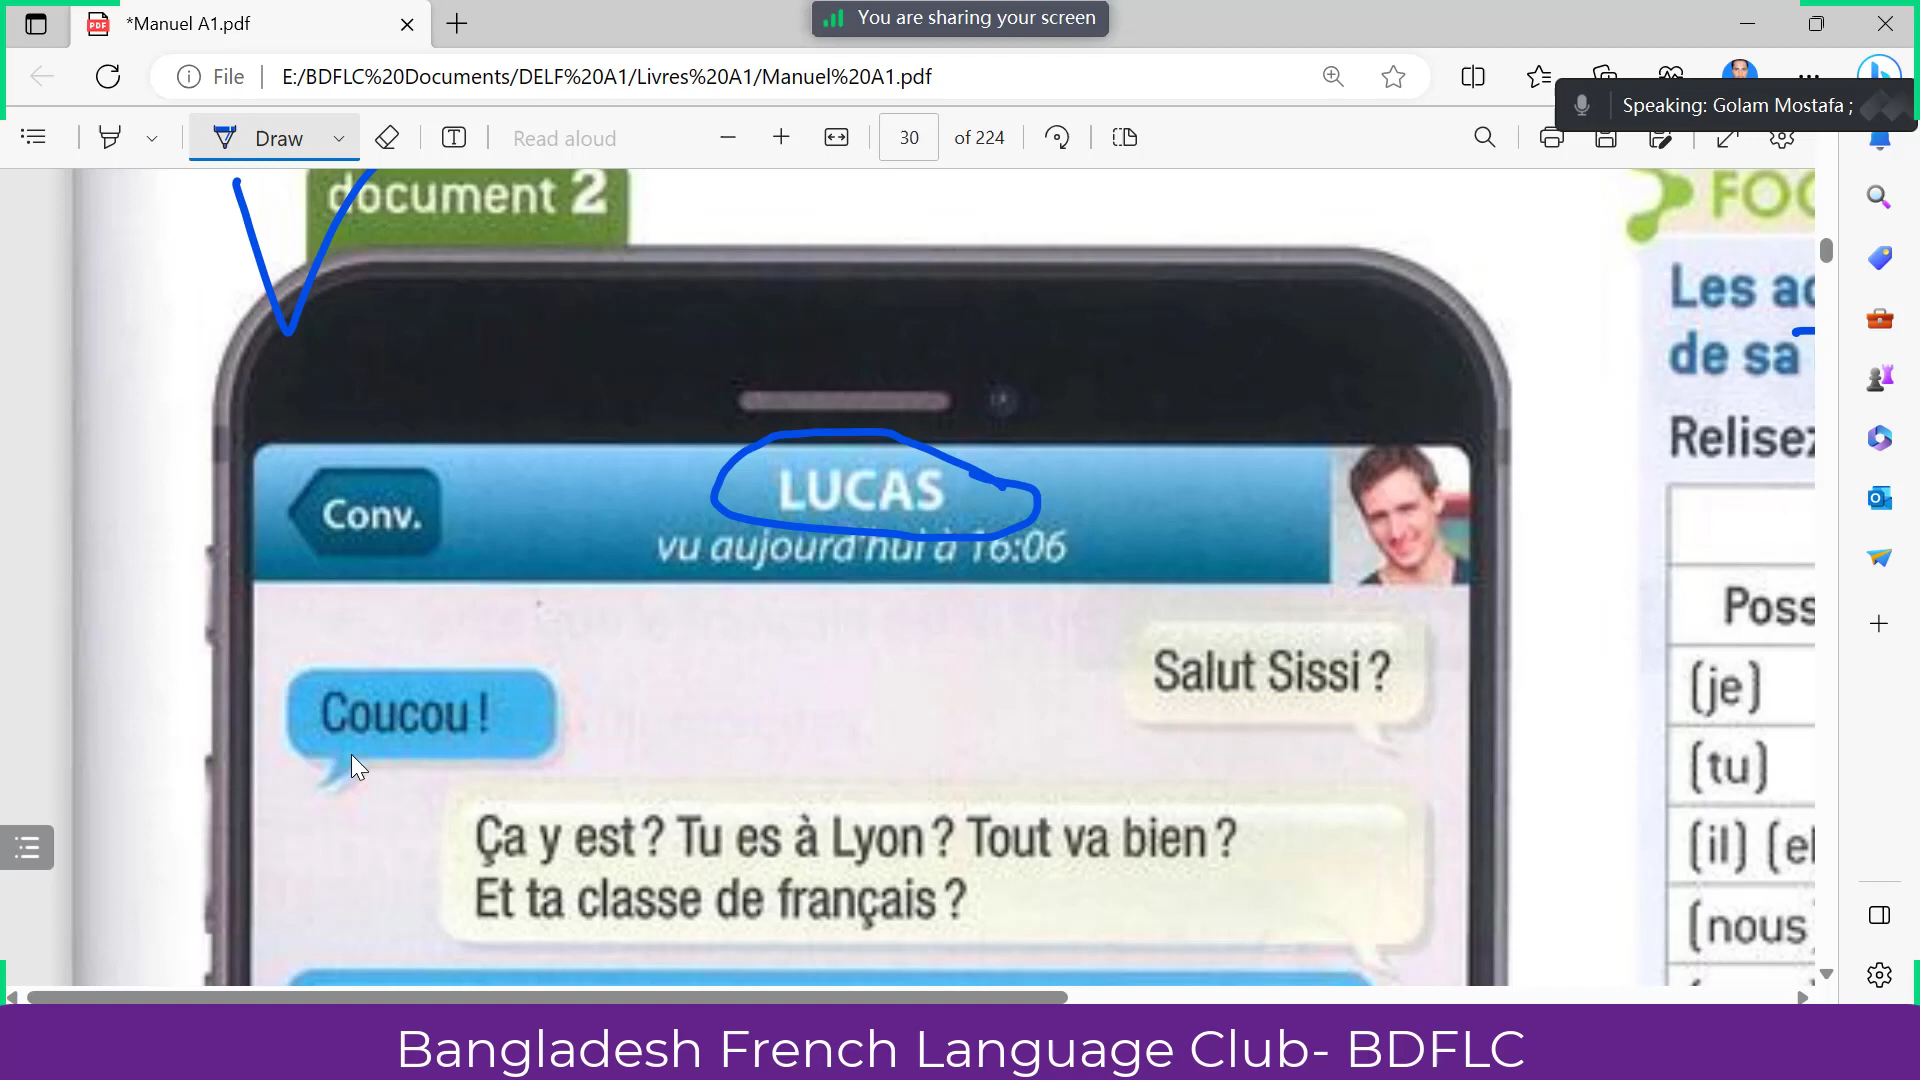 *Manuel A1.pdf
You are sharing your screen
File
E:/BDFLC%20Documents/DELF%20A1/Livres%20A1/Manuel%20A1.pdf
Speaking: Golam Mostafa ;
Draw
Read aloud
30
of 224
document 2
LUCAS
Conv.
vu aujourd'hui à 16:06
Salut Sissi ?
Coucou !
Ça y est ? Tu es à Lyon ? Tout va bien ?
Et ta classe de français ?
Les
de sa
(je)
(tu)
(il)
(nous
Bangladesh French Language Club- BDFLC